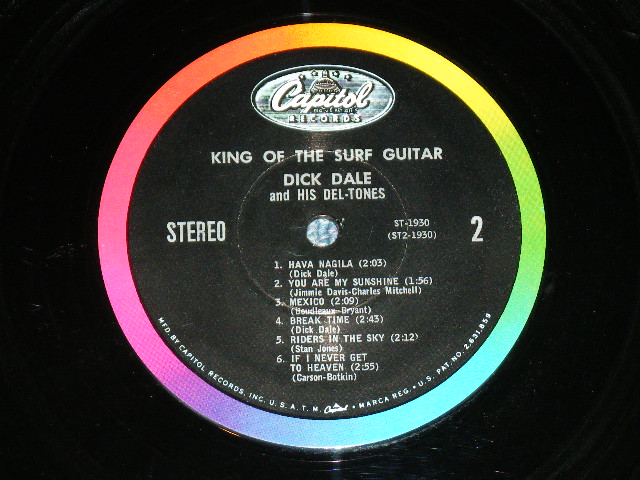 Capitol
RECORDS
KING OF THE SURF GUITAR
DICK DALE
and HIS DEL-TONES
STEREO
ST-1930
(ST2-1930)
2
1. HAVA NAGILA (2:03)
(Dick Dale)
2. YOU ARE MY SUNSHINE (1:56)
(Jimmie Davis-Charles Mitchell)
3. MEXICO (2:09)
(Boudleaux Bryant)
4. BREAK TIME (2:43)
(Dick Dale)
5. RIDERS IN THE SKY (2:12)
(Stan Jones)
6. IF I NEVER GET
TO HEAVEN (2:55)
(Carson-Botkin)
MFD. BY CAPITOL RECORDS, INC. U.S.A. T.M. Capitol • MARCA REG. • U.S. PAT. NO. 2,631,859